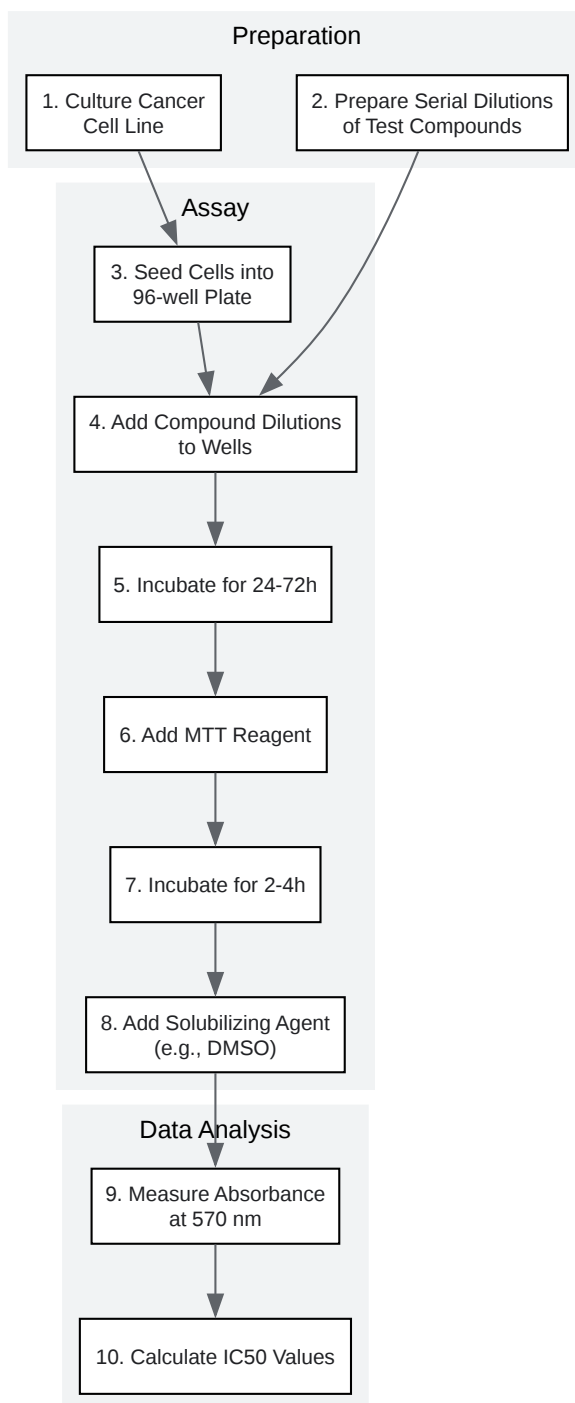 Preparation
1. Culture Cancer
Cell Line
2. Prepare Serial Dilutions
of Test Compounds
Assay
3. Seed Cells into
96-well Plate
4. Add Compound Dilutions
to Wells
5. Incubate for 24-72h
6. Add MTT Reagent
7. Incubate for 2-4h
8. Add Solubilizing Agent
(e.g., DMSO)
Data Analysis
9. Measure Absorbance
at 570 nm
10. Calculate IC50 Values